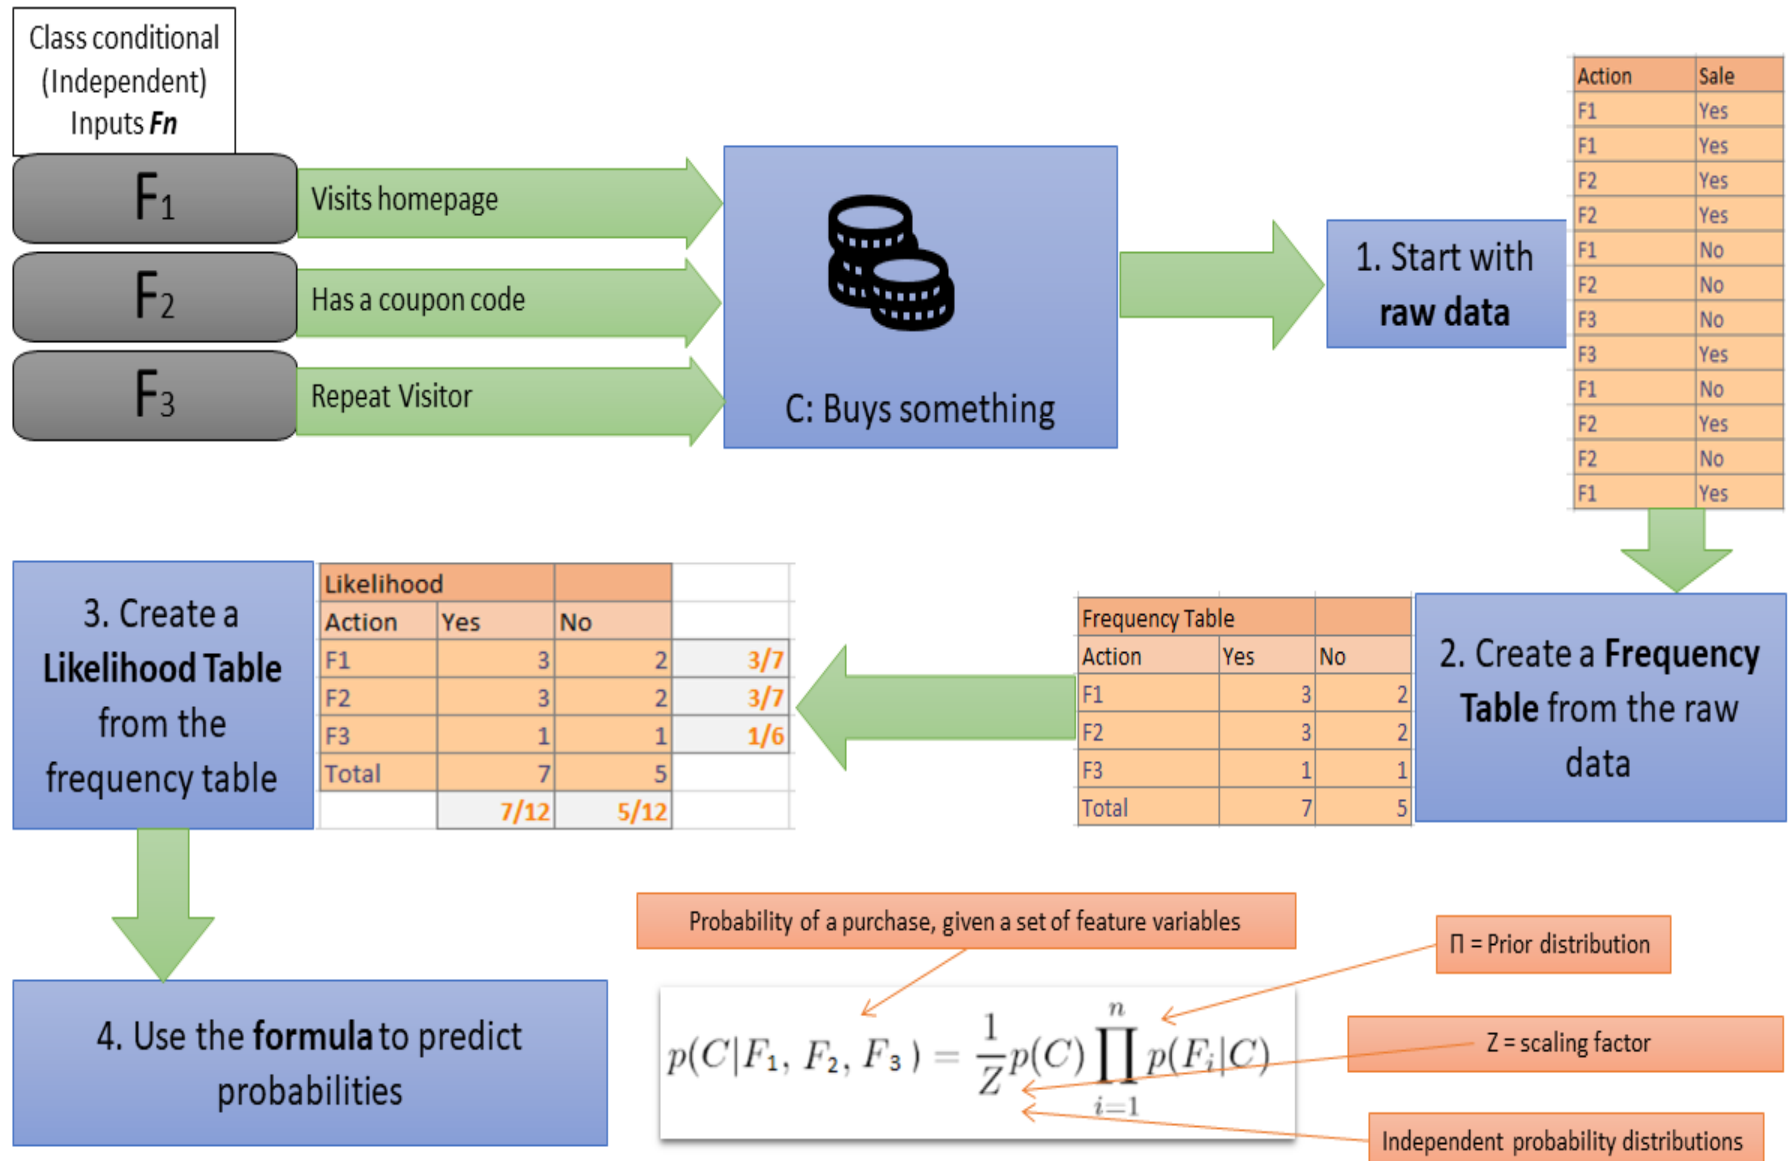 Class conditional
(Independent)
Inputs Fn
F1
Visits homepage
F2
Has a coupon code
F3
Repeat Visitor
C: Buys something
1. Start with
raw data
Action Sale
F1 Yes
F1 Yes
F2 Yes
F2 Yes
F1 No
F2 No
F3 No
F3 Yes
F1 No
F2 Yes
F2 No
F1 Yes
2. Create a Frequency
Table from the raw
data
Frequency Table
Action Yes No
F1 3 2
F2 3 2
F3 1 1
Total 7 5
3. Create a
Likelihood Table
from the
frequency table
Likelihood
Action Yes No
F1 3 2 3/7
F2 3 2 3/7
F3 1 1 1/6
Total 7 5
7/12 5/12
4. Use the formula to predict
probabilities
Probability of a purchase, given a set of feature variables
Π = Prior distribution
p(C|F1, F2, F3) = 1/Z p(C) ∏ i=1 n p(Fi|C)
Z = scaling factor
Independent probability distributions